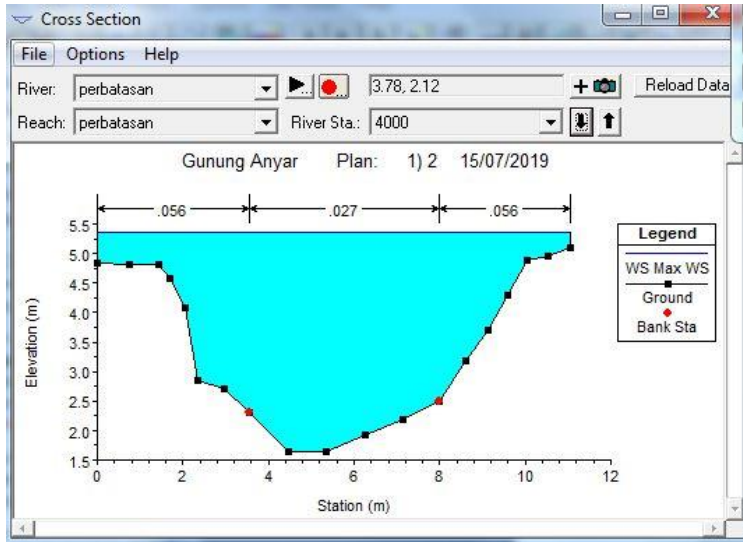 Cross Section
File Options Help
River: perbatasan 3.78, 2.12 Reload Data
Reach: perbatasan River Sta.: 4000
Gunung Anyar Plan: 1) 2 15/07/2019
.056 .027 .056
5.5
5.0
4.5
4.0
3.5
3.0
2.5
2.0
1.5
Elevation (m)
0 2 4 6 8 10 12
Station (m)
Legend
WS Max WS
Ground
Bank Sta